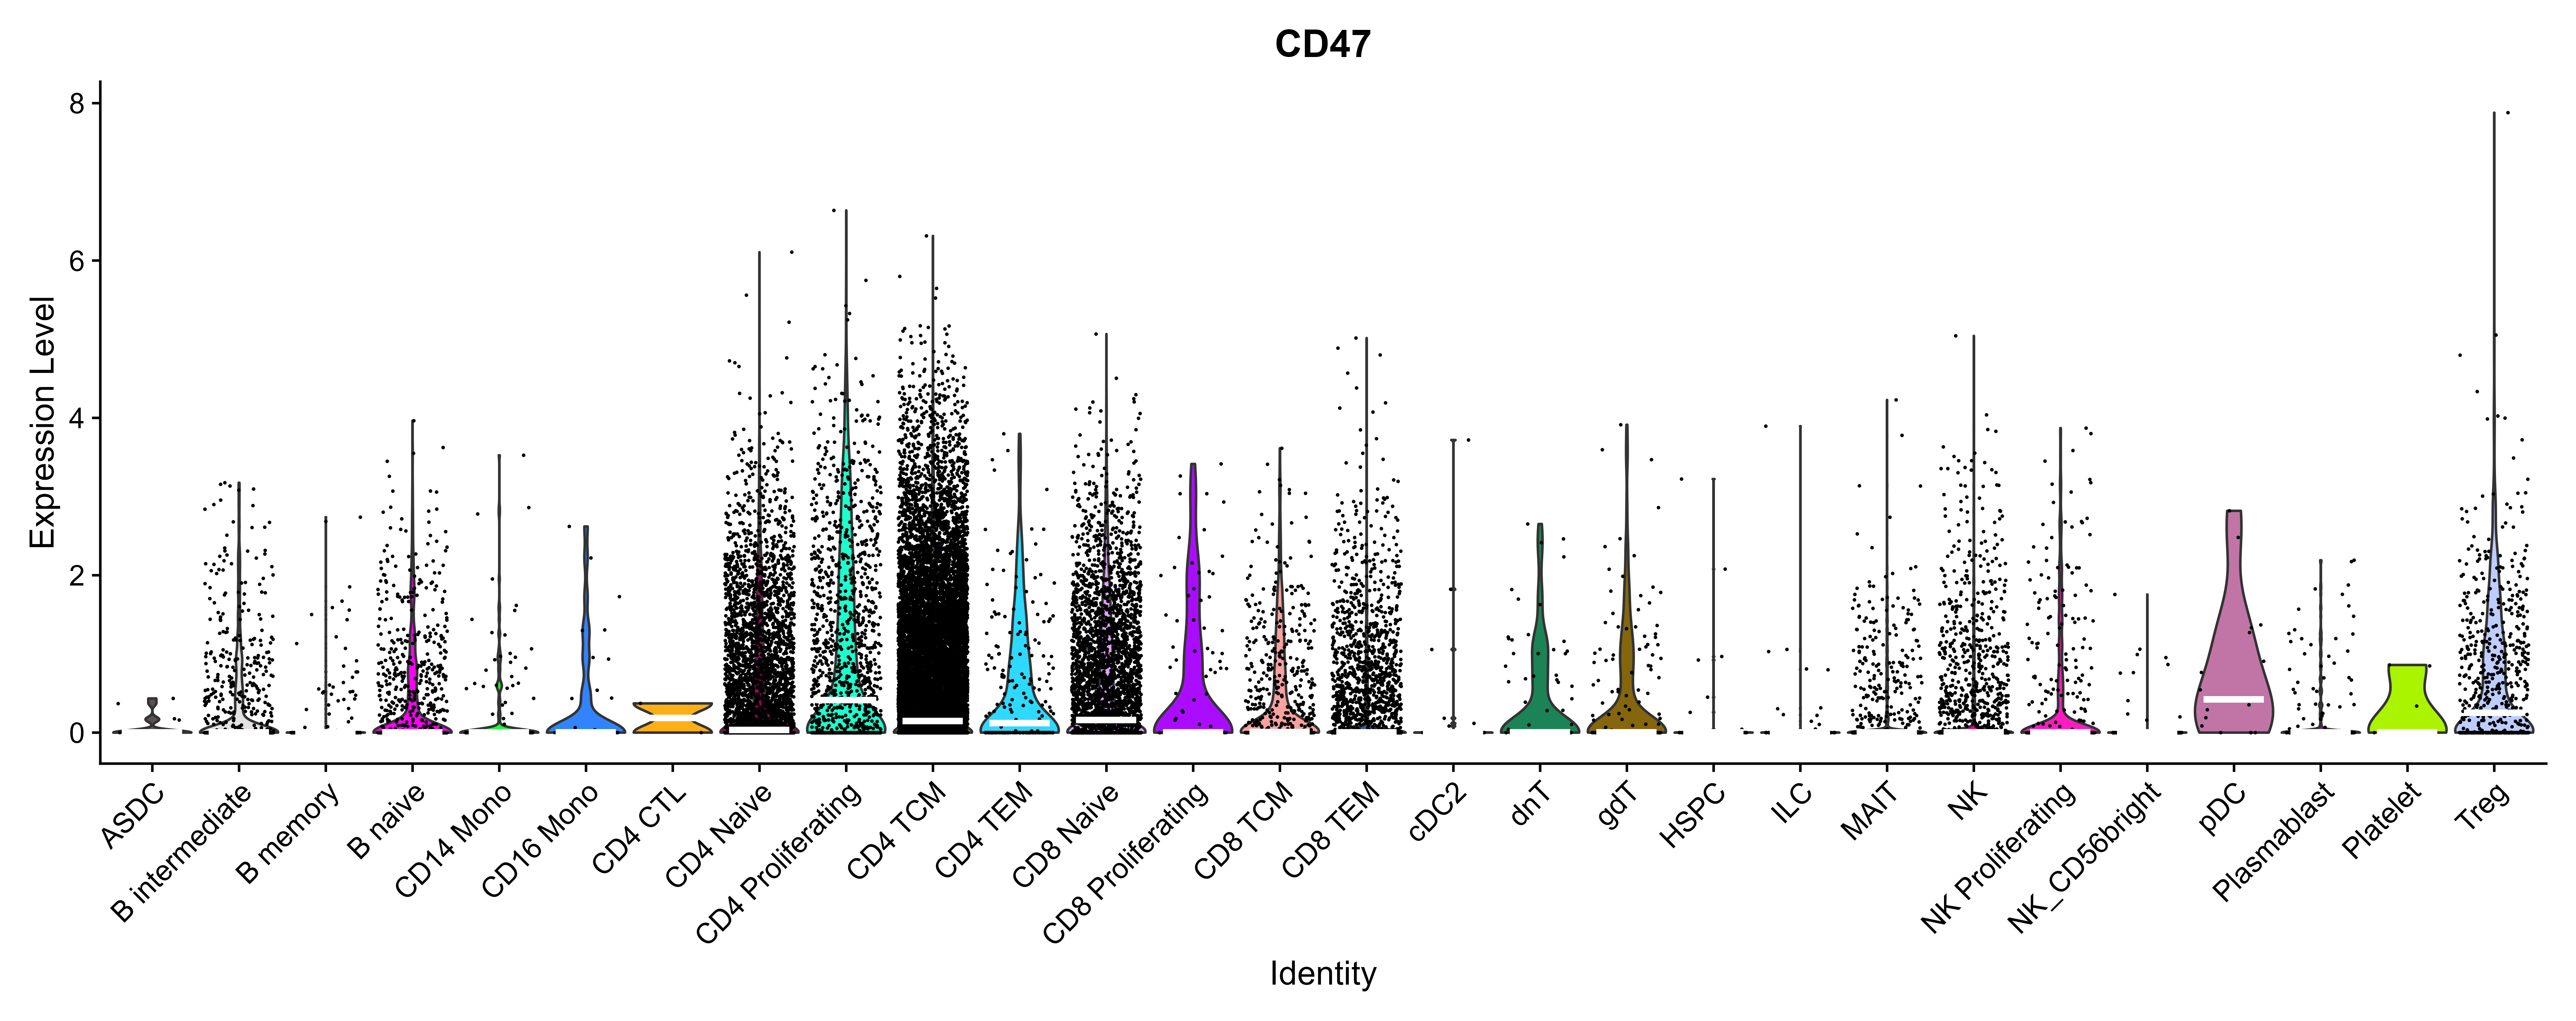 CD47
Expression Level
8
6
4
2
0
ASDC
B intermediate
B memory
B naive
CD14 Mono
CD16 Mono
CD4 CTL
CD4 Naive
CD4 Proliferating
CD4 TCM
CD4 TEM
CD8 Naive
CD8 Proliferating
CD8 TCM
CD8 TEM
cDC2
dnT
gdT
HSPC
ILC
MAIT
NK
NK Proliferating
NK_CD56bright
pDC
Plasmablast
Platelet
Treg
Identity